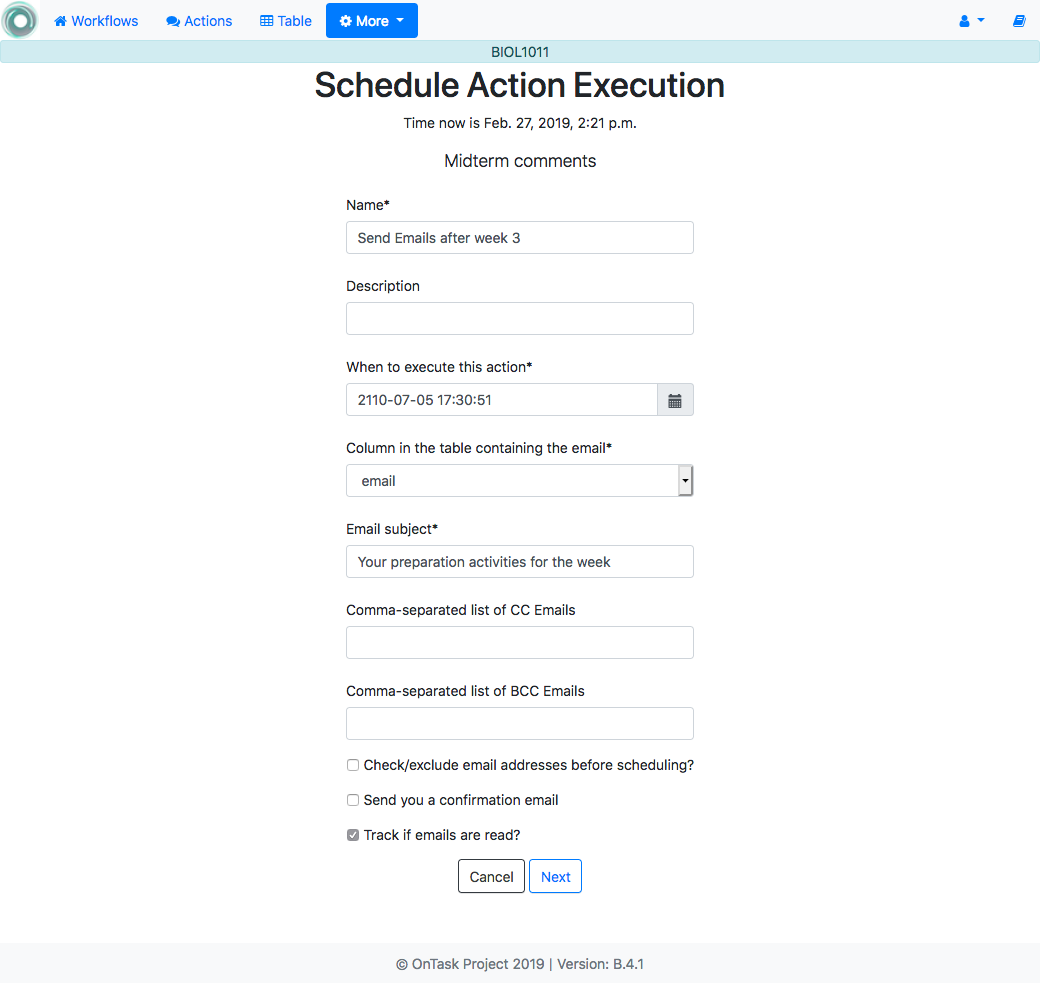 Workflows Actions Table More
BIOL1011
Schedule Action Execution
Time now is Feb. 27, 2019, 2:21 p.m.
Midterm comments
Name*
Send Emails after week 3
Description
When to execute this action*
2110-07-05 17:30:51
Column in the table containing the email*
email
Email subject*
Your preparation activities for the week
Comma-separated list of CC Emails
Comma-separated list of BCC Emails
Check/exclude email addresses before scheduling?
Send you a confirmation email
Track if emails are read?
Cancel Next
© OnTask Project 2019 | Version: B.4.1